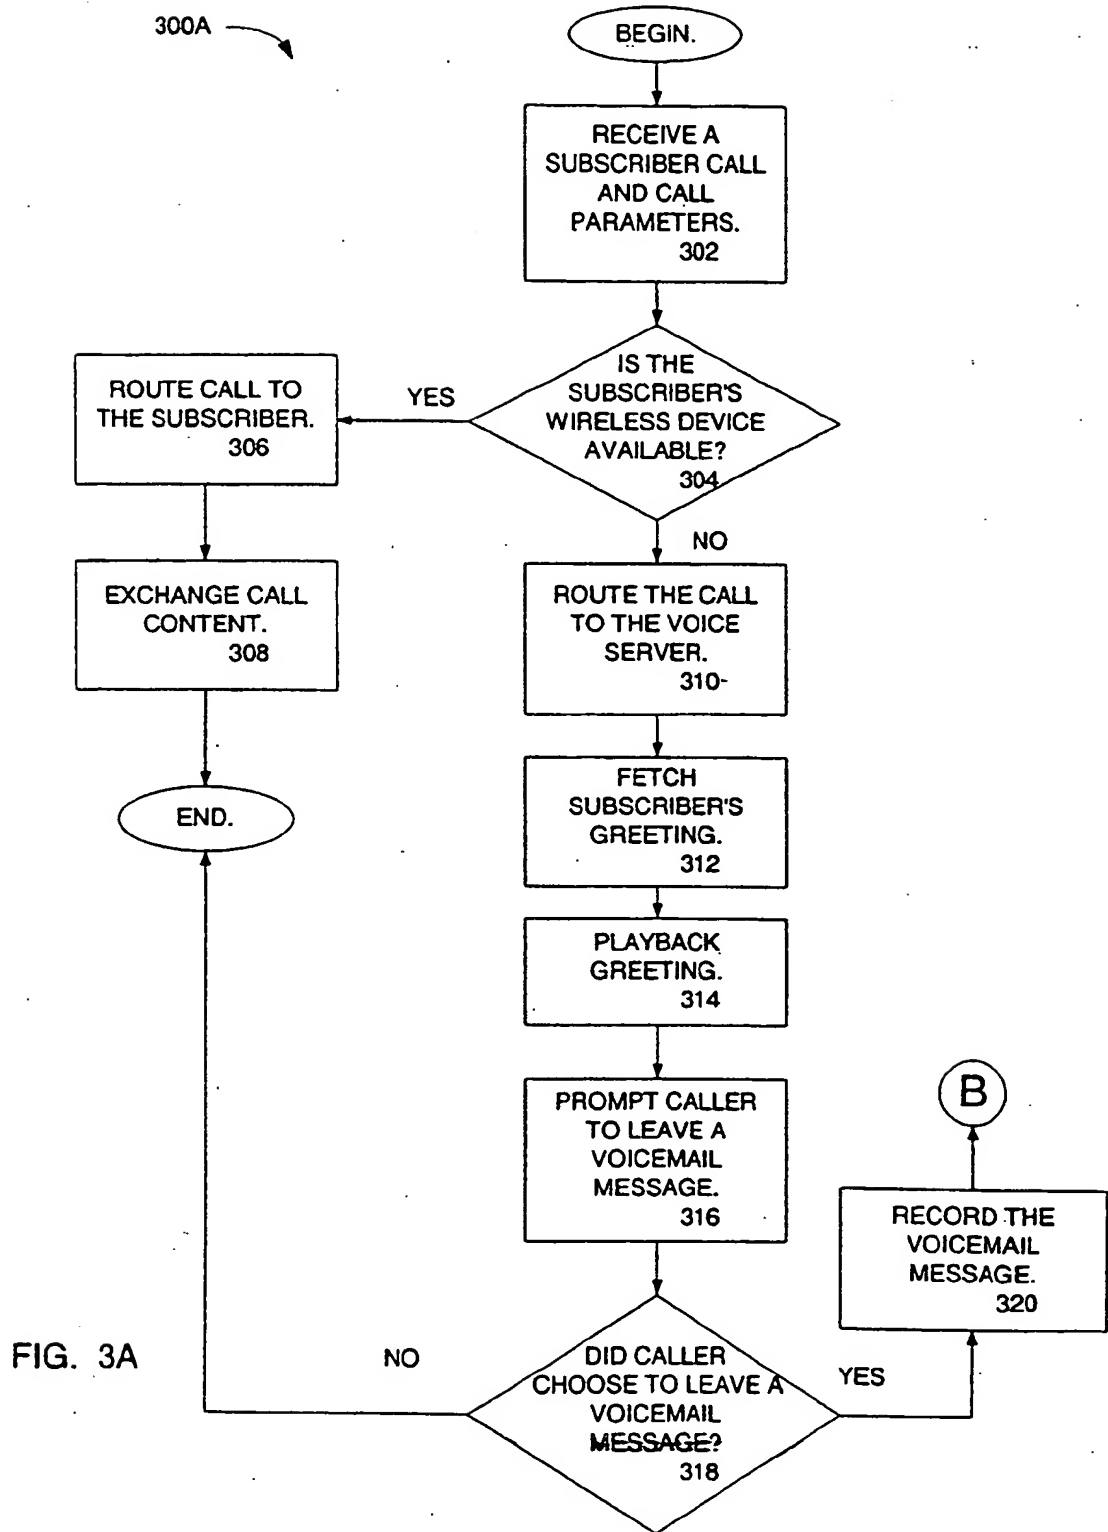 300A
BEGIN.
RECEIVE A
SUBSCRIBER CALL
AND CALL
PARAMETERS.
302
IS THE
SUBSCRIBER'S
WIRELESS DEVICE
AVAILABLE?
304
YES
ROUTE CALL TO
THE SUBSCRIBER.
306
EXCHANGE CALL
CONTENT.
308
END.
NO
ROUTE THE CALL
TO THE VOICE
SERVER.
310
FETCH
SUBSCRIBER'S
GREETING.
312
PLAYBACK
GREETING.
314
PROMPT CALLER
TO LEAVE A
VOICEMAIL
MESSAGE.
316
DID CALLER
CHOOSE TO LEAVE A
VOICEMAIL
MESSAGE?
318
NO
YES
RECORD THE
VOICEMAIL
MESSAGE.
320
B
FIG. 3A